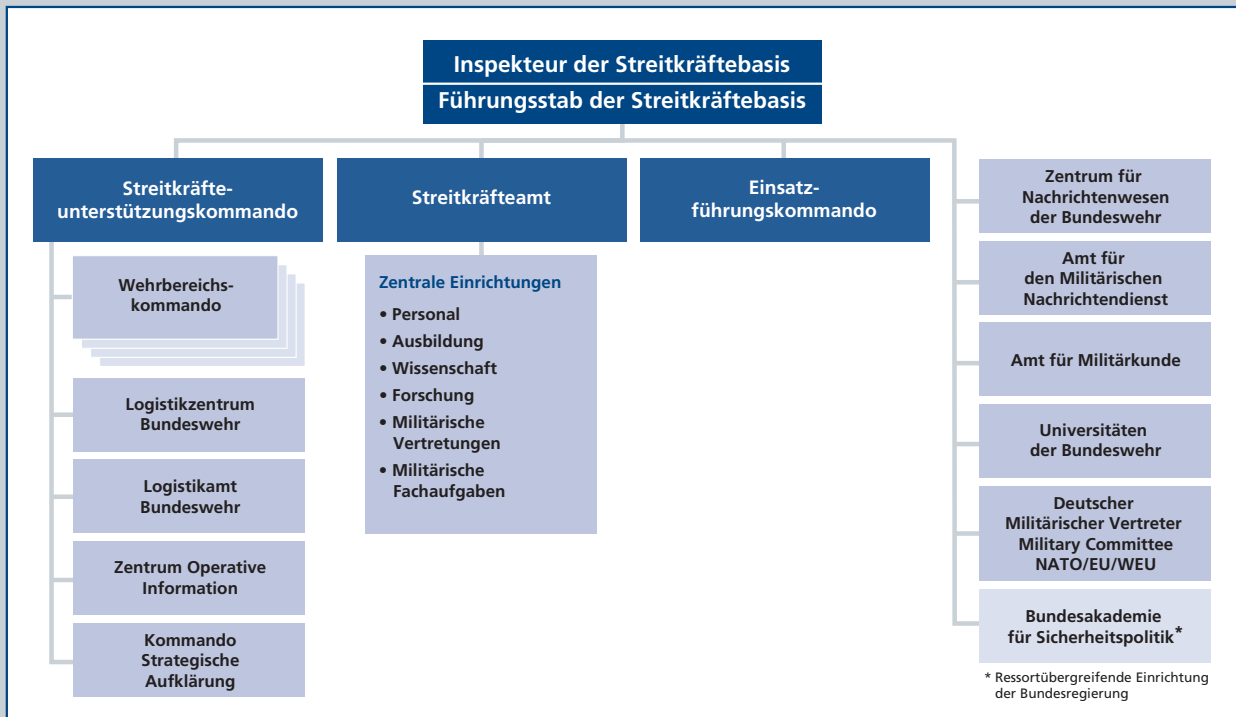 Inspekteur der Streitkräftebasis
Führungsstab der Streitkräftebasis
Streitkräfte-
unterstützungskommando
Wehrbereichs-
kommando
Logistikzentrum
Bundeswehr
Logistikamt
Bundeswehr
Zentrum Operative
Information
Kommando
Strategische
Aufklärung
Streitkräfteamt
Zentrale Einrichtungen
• Personal
• Ausbildung
• Wissenschaft
• Forschung
• Militärische
Vertretungen
• Militärische
Fachaufgaben
Einsatz-
führungskommando
Zentrum für
Nachrichtenwesen
der Bundeswehr
Amt für
den Militärischen
Nachrichtendienst
Amt für Militärkunde
Universitäten
der Bundeswehr
Deutscher
Militärischer Vertreter
Military Committee
NATO/EU/WEU
Bundesakademie
für Sicherheitspolitik*
* Ressortübergreifende Einrichtung
der Bundesregierung